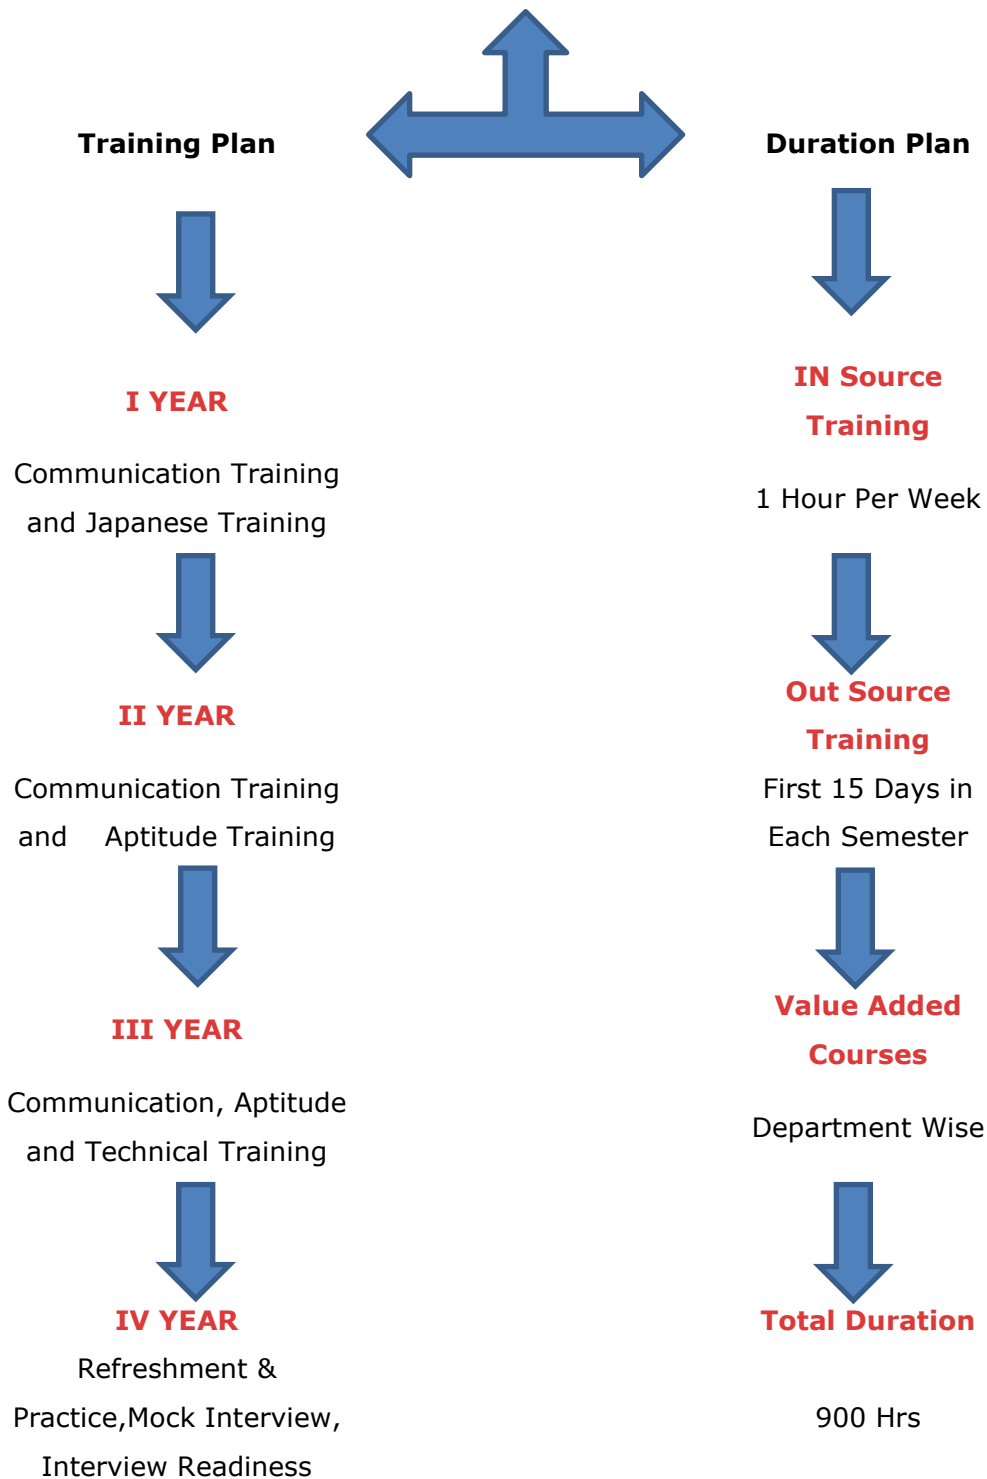 Training Plan
I YEAR
Communication Training
and Japanese Training
II YEAR
Communication Training
and Aptitude Training
III YEAR
Communication, Aptitude
and Technical Training
IV YEAR
Refreshment &
Practice,Mock Interview,
Interview Readiness
Duration Plan
IN Source
Training
1 Hour Per Week
Out Source
Training
First 15 Days in
Each Semester
Value Added
Courses
Department Wise
Total Duration
900 Hrs